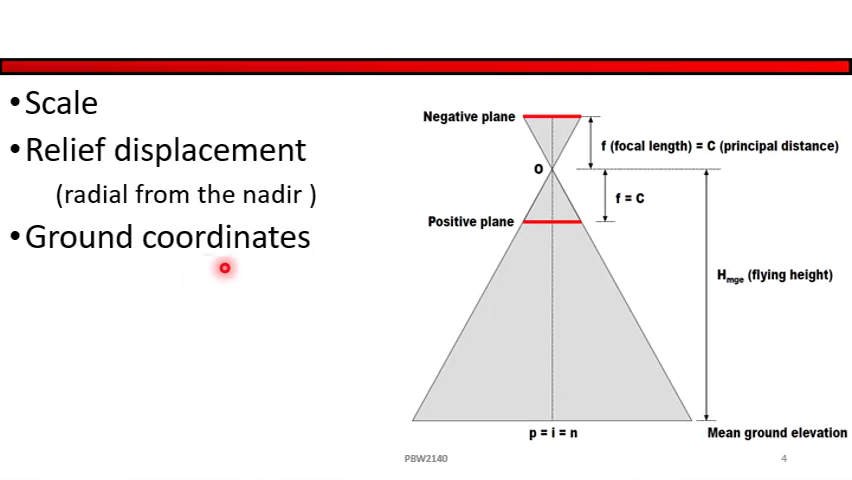 •Scale
•Relief displacement
(radial from the nadir )
•Ground coordinates
Negative plane
f (focal length) = C (principal distance)
O
f = C
Positive plane
Hmge (flying height)
p = i = n
Mean ground elevation
PBW2140
4